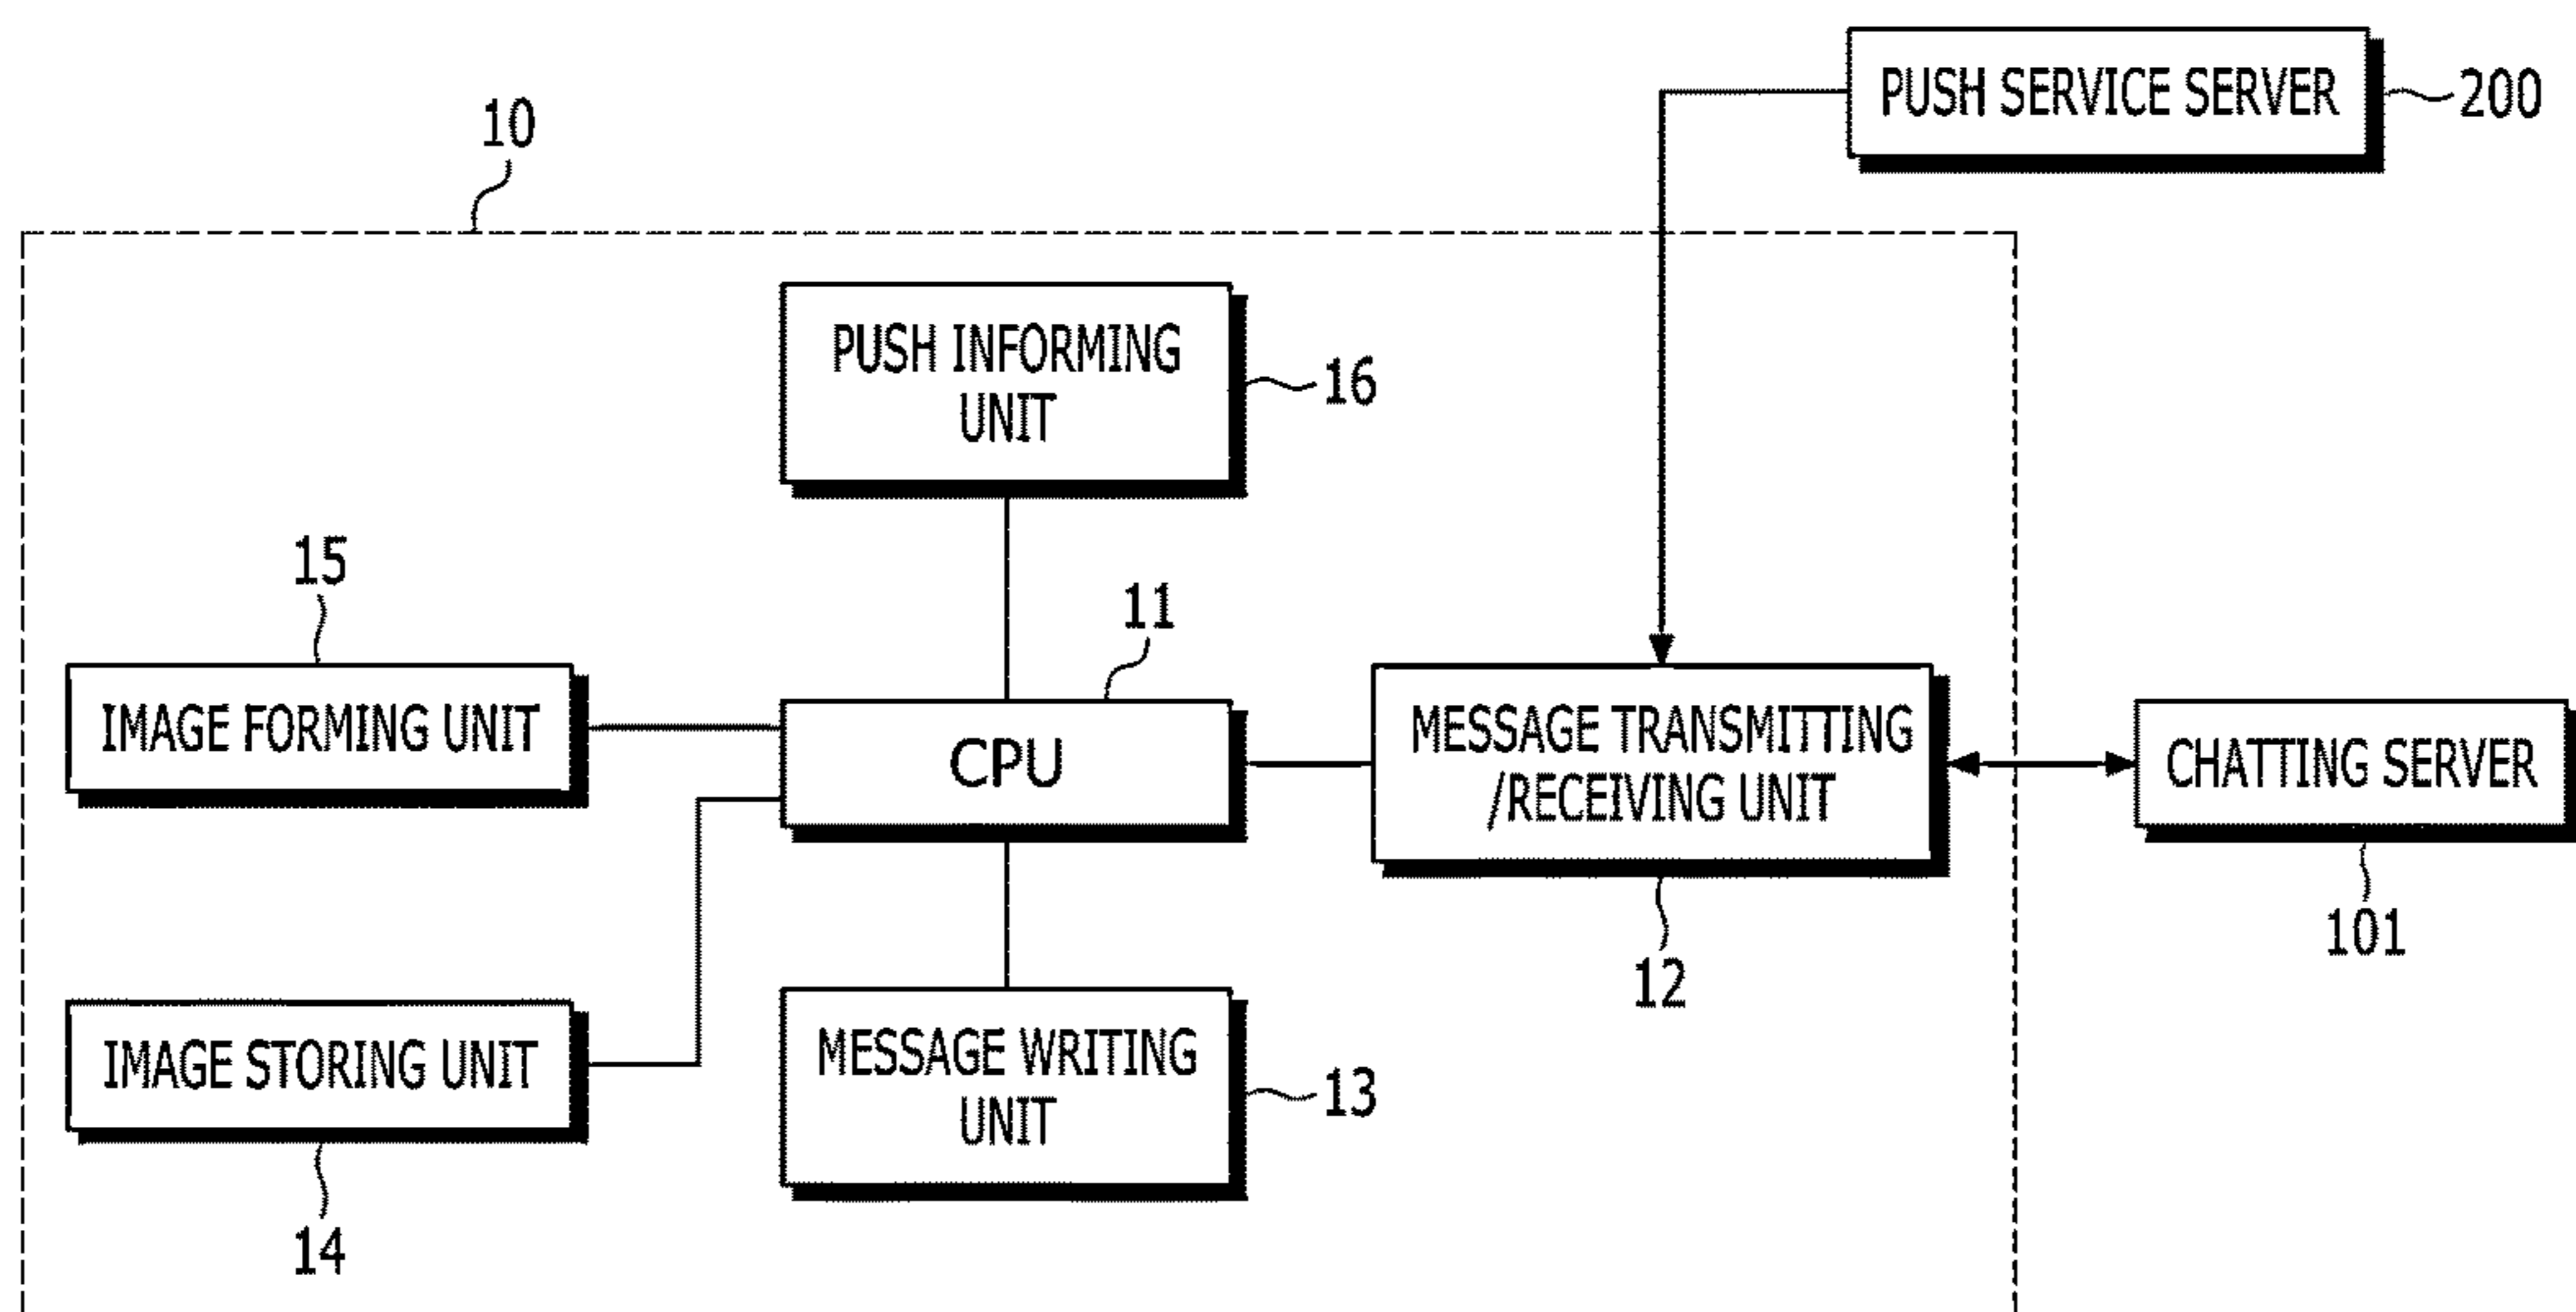 PUSH SERVICE SERVER
200
10
PUSH INFORMING
UNIT
16
15
11
IMAGE FORMING UNIT
CPU
MESSAGE TRANSMITTING
/RECEIVING UNIT
CHATTING SERVER
101
12
IMAGE STORING UNIT
MESSAGE WRITING
UNIT
13
14